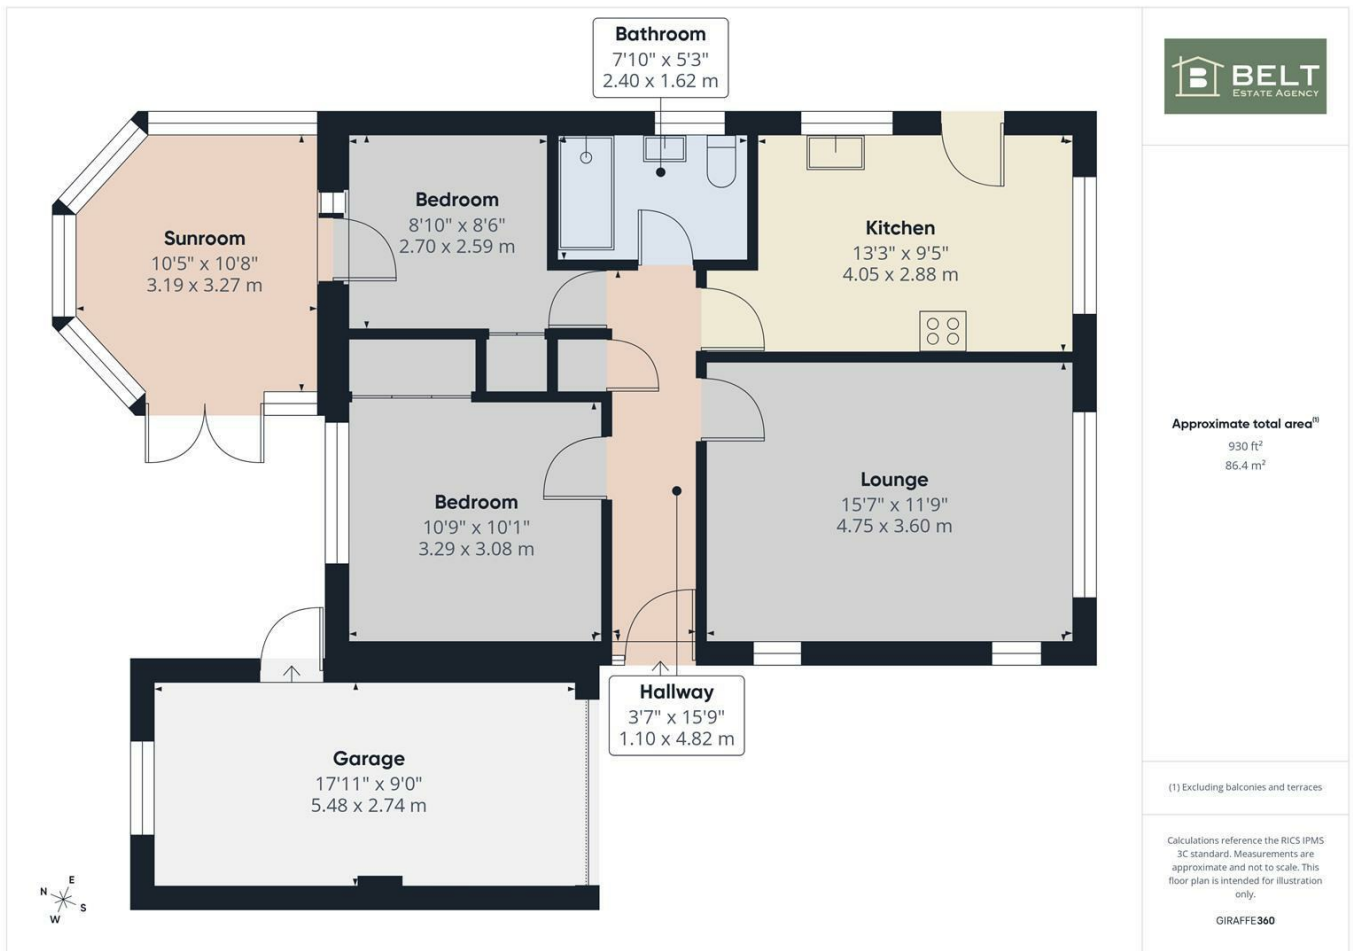 Bathroom
7'10" x 5'3"
2.40 x 1.62 m
BELT
ESTATE AGENCY
Sunroom
10'5" x 10'8"
3.19 x 3.27 m
Bedroom
8'10" x 8'6"
2.70 x 2.59 m
Kitchen
13'3" x 9'5"
4.05 x 2.88 m
Bedroom
10'9" x 10'1"
3.29 x 3.08 m
Lounge
15'7" x 11'9"
4.75 x 3.60 m
Approximate total area(1)
930 ft²
86.4 m²
Hallway
3'7" x 15'9"
1.10 x 4.82 m
Garage
17'11" x 9'0"
5.48 x 2.74 m
N
E
S
W
(1) Excluding balconies and terraces
Calculations reference the RICS IPMS
3C standard. Measurements are
approximate and not to scale. This
floor plan is intended for illustration
only.
GIRAFFE360